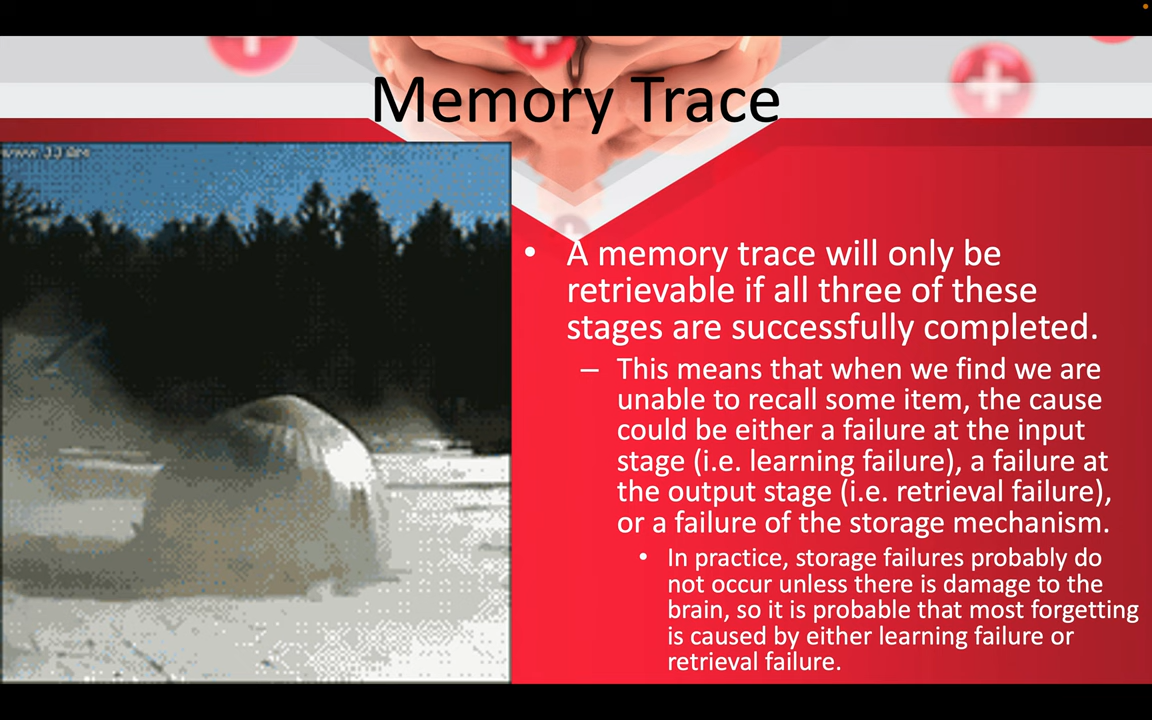 Memory Trace
• A memory trace will only be
retrievable if all three of these
stages are successfully completed.
– This means that when we find we are
unable to recall some item, the cause
could be either a failure at the input
stage (i.e. learning failure), a failure at
the output stage (i.e. retrieval failure),
or a failure of the storage mechanism.
• In practice, storage failures probably do
not occur unless there is damage to the
brain, so it is probable that most forgetting
is caused by either learning failure or
retrieval failure.